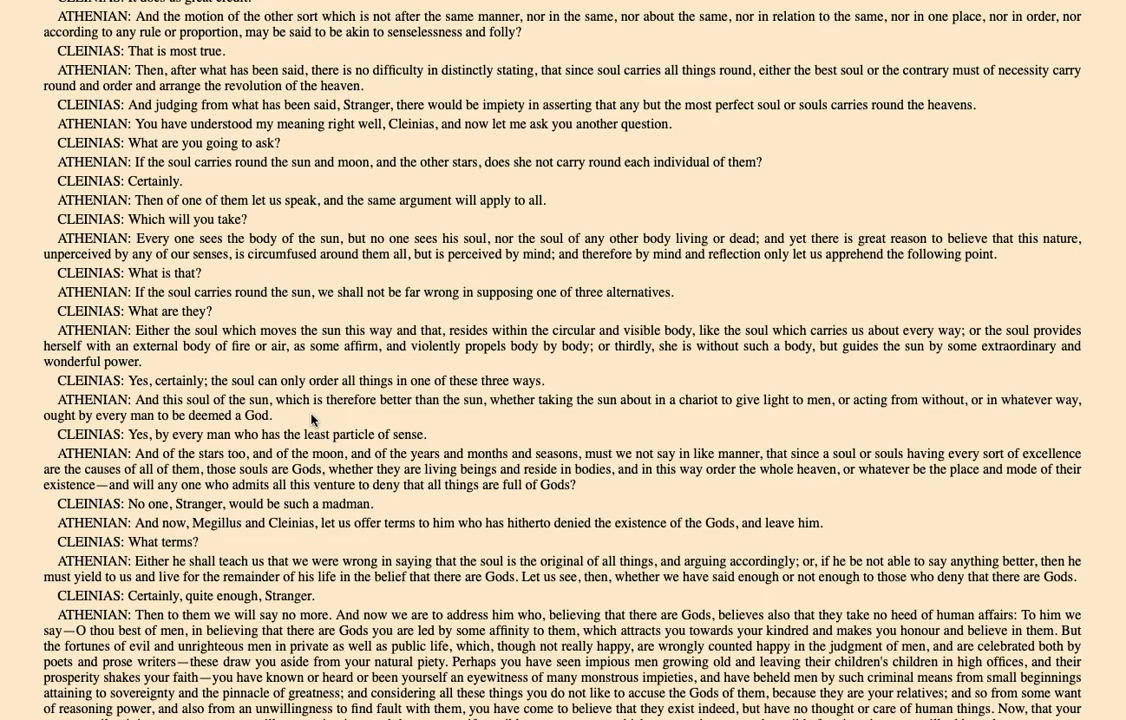 CLEINIAS: It does us great credit.
ATHENIAN: And the motion of the other sort which is not after the same manner, nor in the same, nor about the same, nor in relation to the same, nor in one place, nor in order, nor
according to any rule or proportion, may be said to be akin to senselessness and folly?
CLEINIAS: That is most true.
ATHENIAN: Then, after what has been said, there is no difficulty in distinctly stating, that since soul carries all things round, either the best soul or the contrary must of necessity carry
round and order and arrange the revolution of the heaven.
CLEINIAS: And judging from what has been said, Stranger, there would be impiety in asserting that any but the most perfect soul or souls carries round the heavens.
ATHENIAN: You have understood my meaning right well, Cleinias, and now let me ask you another question.
CLEINIAS: What are you going to ask?
ATHENIAN: If the soul carries round the sun and moon, and the other stars, does she not carry round each individual of them?
CLEINIAS: Certainly.
ATHENIAN: Then of one of them let us speak, and the same argument will apply to all.
CLEINIAS: Which will you take?
ATHENIAN: Every one sees the body of the sun, but no one sees his soul, nor the soul of any other body living or dead; and yet there is great reason to believe that this nature,
unperceived by any of our senses, is circumfused around them all, but is perceived by mind; and therefore by mind and reflection only let us apprehend the following point.
CLEINIAS: What is that?
ATHENIAN: If the soul carries round the sun, we shall not be far wrong in supposing one of three alternatives.
CLEINIAS: What are they?
ATHENIAN: Either the soul which moves the sun this way and that, resides within the circular and visible body, like the soul which carries us about every way; or the soul provides
herself with an external body of fire or air, as some affirm, and violently propels body by body; or thirdly, she is without such a body, but guides the sun by some extraordinary and
wonderful power.
CLEINIAS: Yes, certainly; the soul can only order all things in one of these three ways.
ATHENIAN: And this soul of the sun, which is therefore better than the sun, whether taking the sun about in a chariot to give light to men, or acting from without, or in whatever way,
ought by every man to be deemed a God.
CLEINIAS: Yes, by every man who has the least particle of sense.
ATHENIAN: And of the stars too, and of the moon, and of the years and months and seasons, must we not say in like manner, that since a soul or souls having every sort of excellence
are the causes of all of them, those souls are Gods, whether they are living beings and reside in bodies, and in this way order the whole heaven, or whatever be the place and mode of their
existence—and will any one who admits all this venture to deny that all things are full of Gods?
CLEINIAS: No one, Stranger, would be such a madman.
ATHENIAN: And now, Megillus and Cleinias, let us offer terms to him who has hitherto denied the existence of the Gods, and leave him.
CLEINIAS: What terms?
ATHENIAN: Either he shall teach us that we were wrong in saying that the soul is the original of all things, and arguing accordingly; or, if he be not able to say anything better, then he
must yield to us and live for the remainder of his life in the belief that there are Gods. Let us see, then, whether we have said enough or not enough to those who deny that there are Gods.
CLEINIAS: Certainly, quite enough, Stranger.
ATHENIAN: Then to them we will say no more. And now we are to address him who, believing that there are Gods, believes also that they take no heed of human affairs: To him we
say—O thou best of men, in believing that there are Gods you are led by some affinity to them, which attracts you towards your kindred and makes you honour and believe in them. But
the fortunes of evil and unrighteous men in private as well as public life, which, though not really happy, are wrongly counted happy in the judgment of men, and are celebrated both by
poets and prose writers—these draw you aside from your natural piety. Perhaps you have seen impious men growing old and leaving their children's children in high offices, and their
prosperity shakes your faith—you have known or heard or been yourself an eyewitness of many monstrous impieties, and have beheld men by such criminal means from small beginnings
attaining to sovereignty and the pinnacle of greatness; and considering all these things you do not like to accuse the Gods of them, because they are your relatives; and so from some want
of reasoning power, and also from an unwillingness to find fault with them, you have come to believe that they exist indeed, but have no thought or care of human things. Now, that your